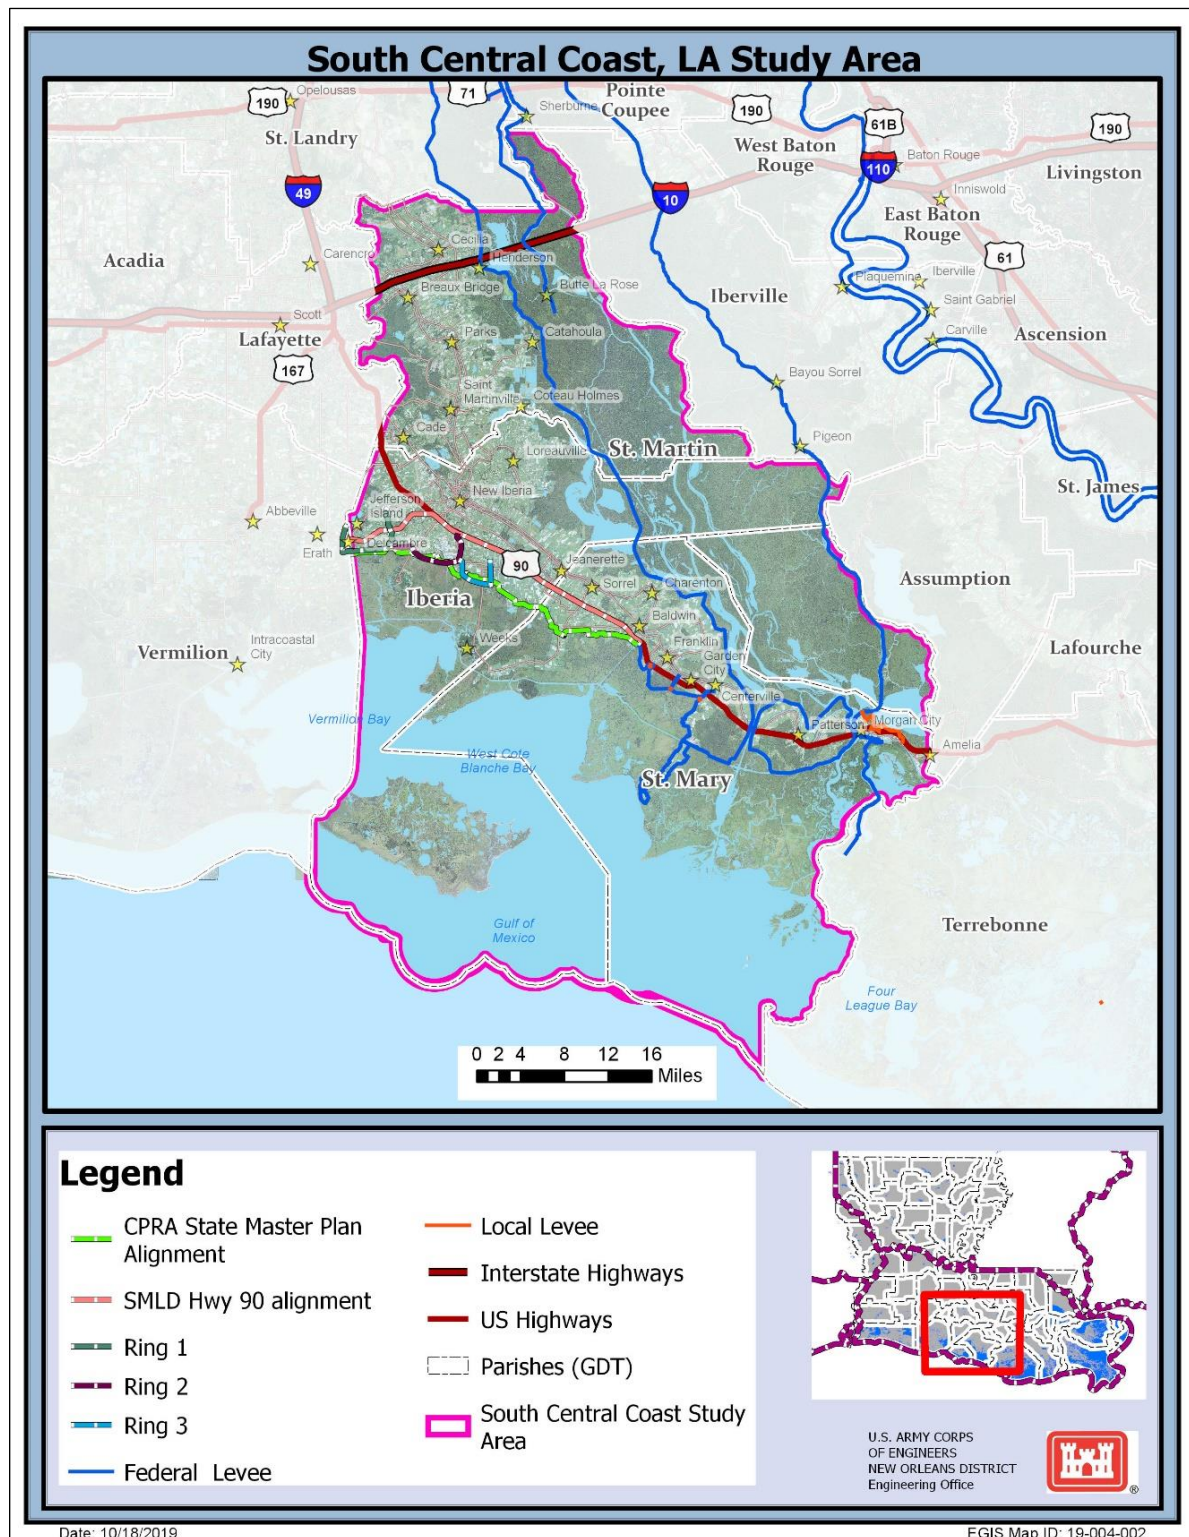 South Central Coast, LA Study Area
Pointe
Coupee
71
190
Opelousas
Sherburne
190
61B
190
St. Landry
West Baton
Rouge
Baton Rouge
110
Livingston
49
10
Inniswold
East Baton
Rouge
Acadia
Carencro
Cecilia
Henderson
61
Breaux Bridge
Butte La Rose
Iberville
Plaquemine
Iberville
Saint Gabriel
Scott
Lafayette
Parks
Catahoula
Carville
Ascension
167
Bayou Sorrel
Saint
Martinville
Coteau Holmes
Cade
St. Martin
Pigeon
Loreauville
St. James
New Iberia
Jefferson
Island
Abbeville
Erath
Delcambre
90
Jeanerette
Sorrel
Charenton
Assumption
Iberia
Baldwin
Weeks
Franklin
Garden
City
Centerville
Lafourche
Vermilion
Intracoastal
City
Vermilion Bay
Patterson
Morgan City
Amelia
West Cote
Blanche Bay
St. Mary
Gulf of
Mexico
Terrebonne
Four
League Bay
0 2 4 8 12 16
Miles
Legend
CPRA State Master Plan
Alignment
SMLD Hwy 90 alignment
Ring 1
Ring 2
Ring 3
Federal Levee
Local Levee
Interstate Highways
US Highways
Parishes (GDT)
South Central Coast Study
Area
U.S. ARMY CORPS
OF ENGINEERS
NEW ORLEANS DISTRICT
Engineering Office
®
Date: 10/18/2019
EGIS Map ID: 19-004-002